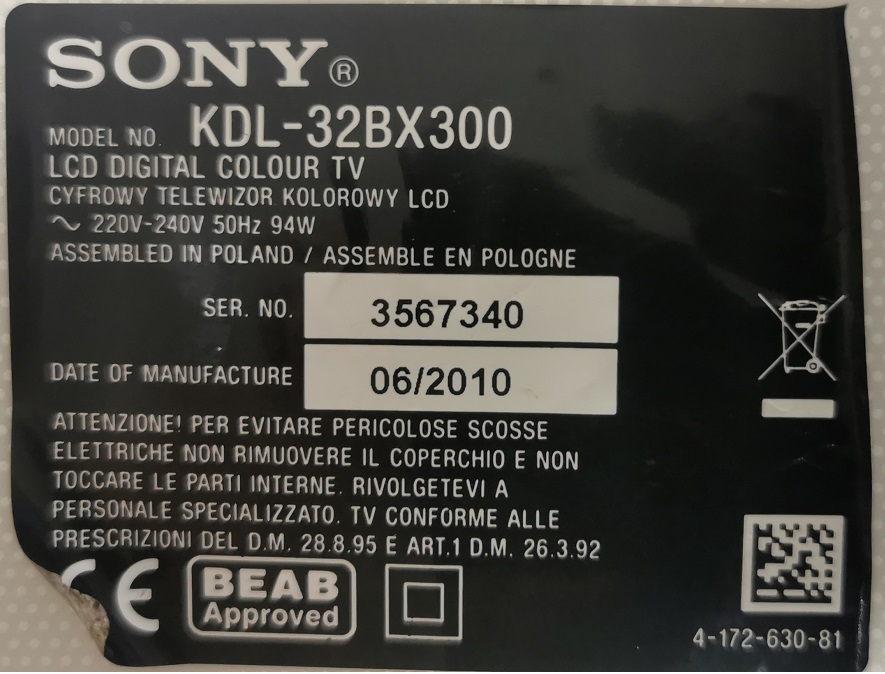 SONY®
MODEL NO. KDL-32BX300
LCD DIGITAL COLOUR TV
CYFROWY TELEWIZOR KOLOROWY LCD
~ 220V-240V 50Hz 94W
ASSEMBLED IN POLAND / ASSEMBLE EN POLOGNE
SER. NO. 3567340
DATE OF MANUFACTURE 06/2010
ATTENZIONE! PER EVITARE PERICOLOSE SCOSSE
ELETTRICHE NON RIMUOVERE IL COPERCHIO E NON
TOCCARE LE PARTI INTERNE. RIVOLGETEVI A
PERSONALE SPECIALIZZATO. TV CONFORME ALLE
PRESCRIZIONI DEL D.M. 28.8.95 E ART.1 D.M. 26.3.92
CE BEAB
Approved
4-172-630-81